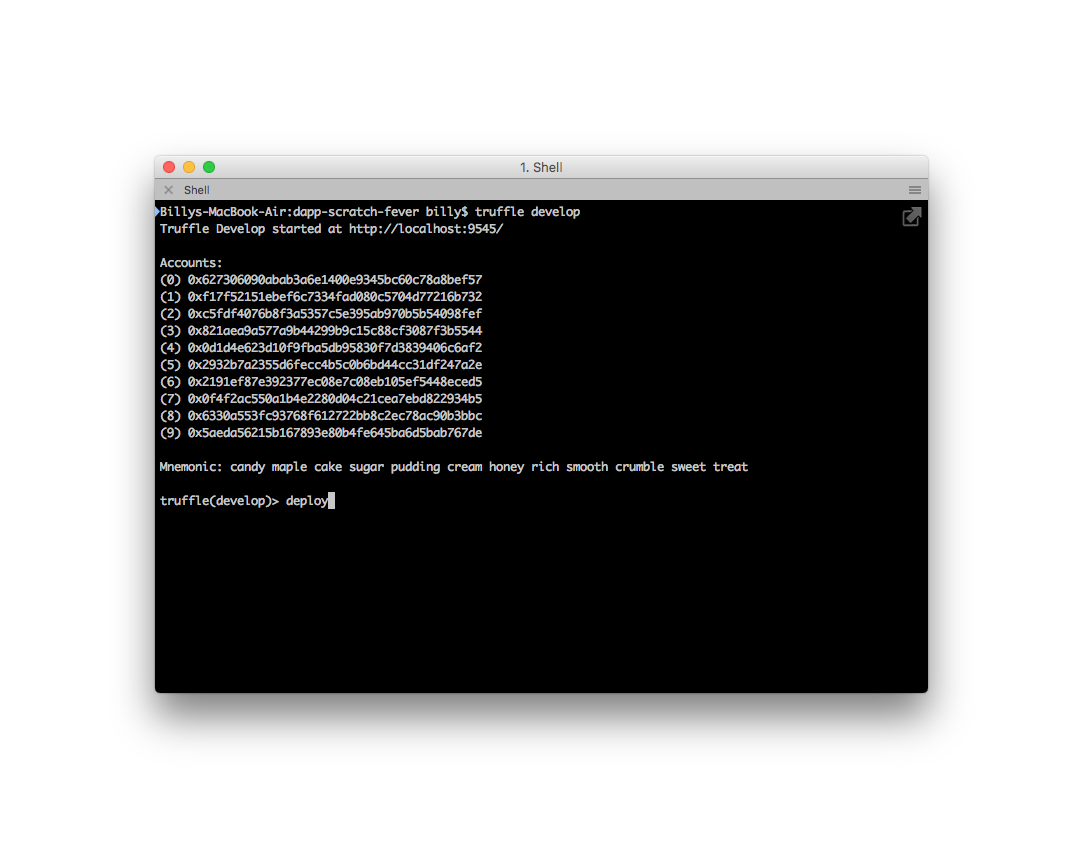 1. Shell
Shell
Billys-MacBook-Air:dapp-scratch-fever billy$ truffle develop
Truffle Develop started at http://localhost:9545/
Accounts:
(0) 0x627306090abab3a6e1400e9345bc60c78a8bef57
(1) 0xf17f52151ebef6c7334fad080c5704d77216b732
(2) 0xc5fdf4076b8f3a5357c5e395ab970b5b54098fef
(3) 0x821aea9a577a9b44299b9c15c88cf3087f3b5544
(4) 0x0d1d4e623d10f9fba5db95830f7d3839406c6af2
(5) 0x2932b7a2355d6fecc4b5c0b6bd44cc31df247a2e
(6) 0x2191ef87e392377ec08e7c08eb105ef5448eced5
(7) 0x0f4f2ac550a1b4e2280d04c21cea7ebd822934b5
(8) 0x6330a553fc93768f612722bb8c2ec78ac90b3bbc
(9) 0x5aeda56215b167893e80b4fe645ba6d5bab767de
Mnemonic: candy maple cake sugar pudding cream honey rich smooth crumble sweet treat
truffle(develop)> deploy